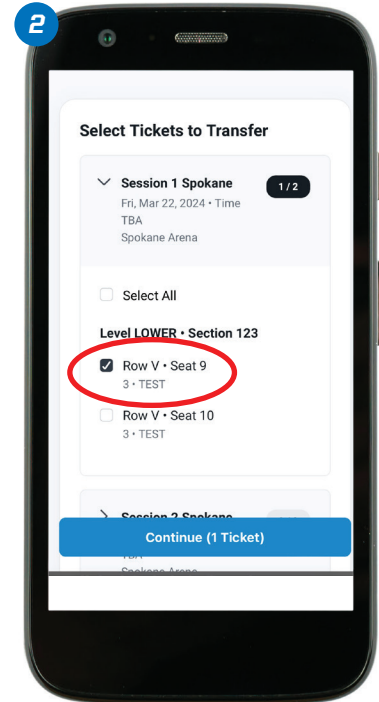 2
Select Tickets to Transfer
Session 1 Spokane
1 / 2
Fri, Mar 22, 2024 • Time
TBA
Spokane Arena
Select All
Level LOWER • Section 123
Row V • Seat 9
3 • TEST
Row V • Seat 10
3 • TEST
Session 2 Spokane
Continue (1 Ticket)
TBA
Spokane Arena